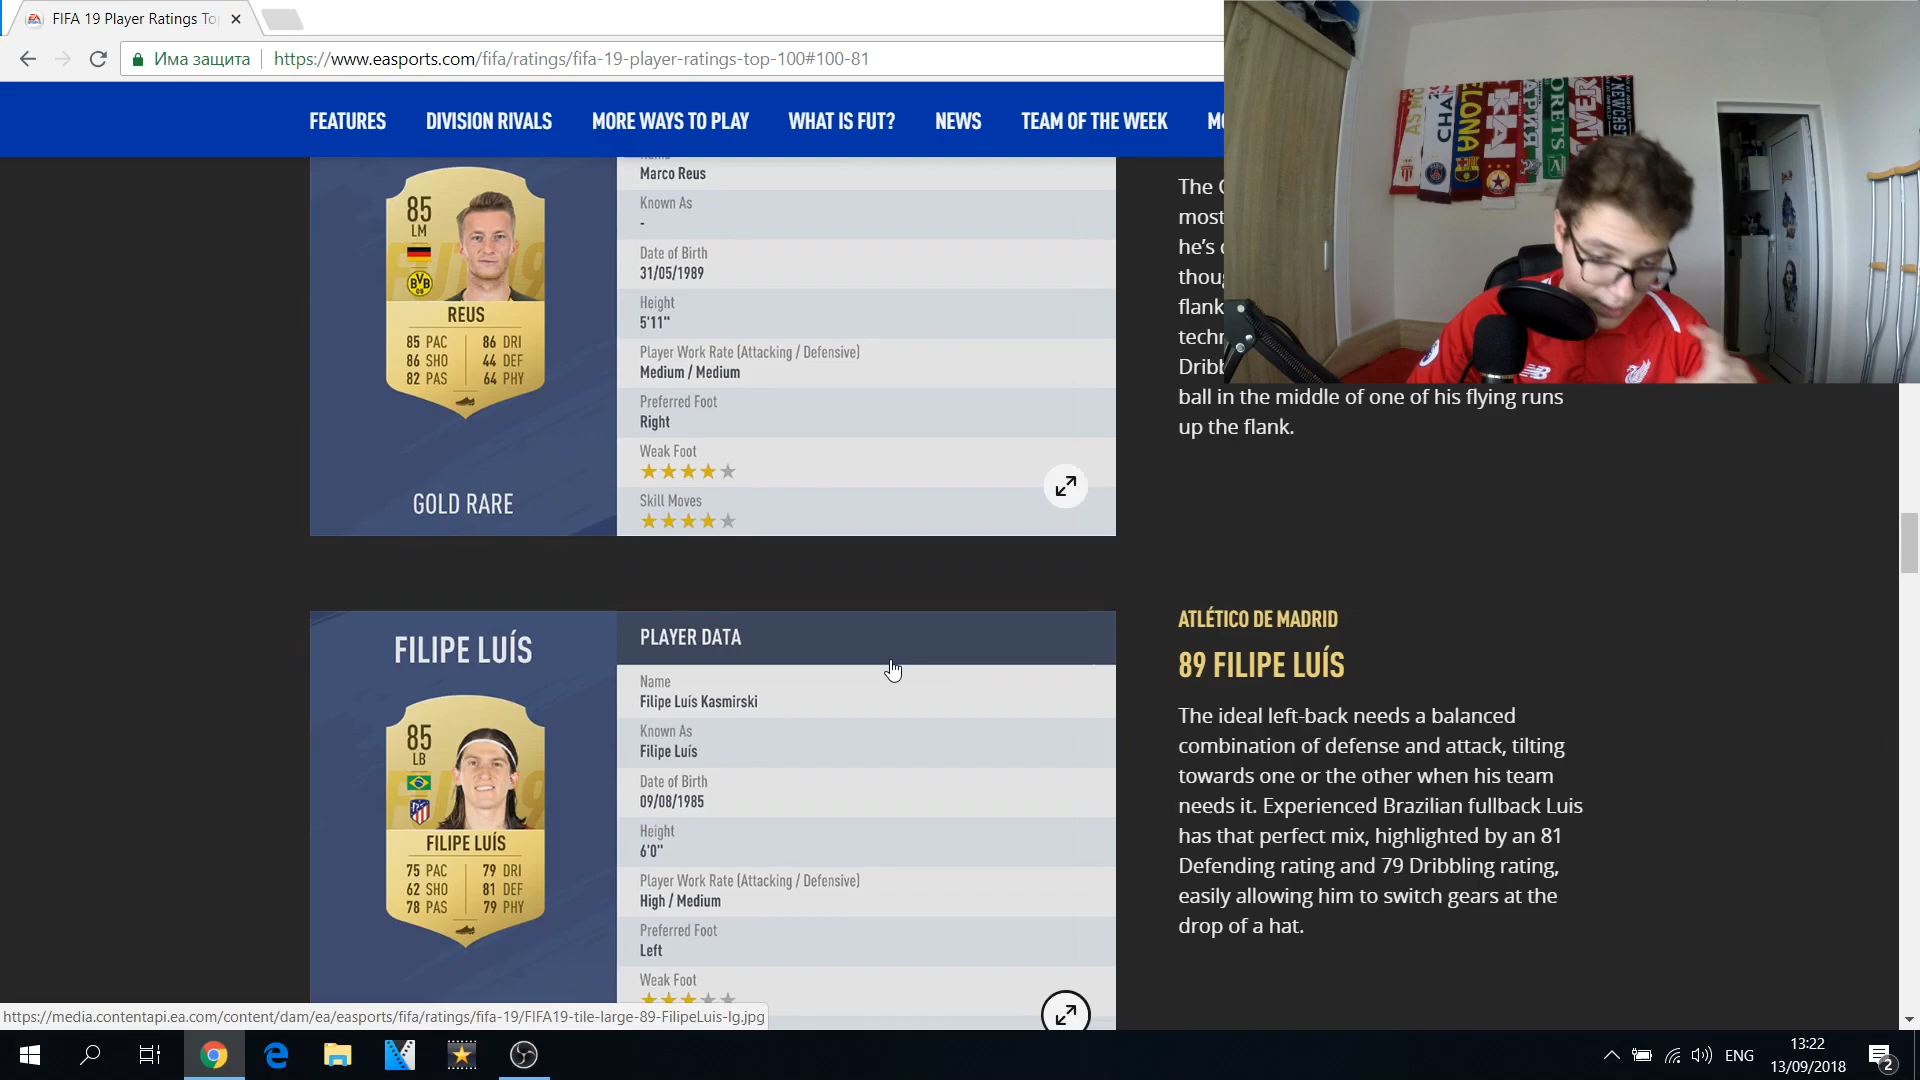 FIFA 19 Player Ratings To
Има защита
https://www.easports.com/fifa/ratings/fifa-19-player-ratings-top-100#100-81
FEATURES
DIVISION RIVALS
MORE WAYS TO PLAY
WHAT IS FUT?
NEWS
TEAM OF THE WEEK
85
LM
REUS
85 PAC
86 DRI
86 SHO
44 DEF
82 PAS
64 PHY
GOLD RARE
Marco Reus
Known As
-
Date of Birth
31/05/1989
Height
5'11"
Player Work Rate (Attacking / Defensive)
Medium / Medium
Preferred Foot
Right
Weak Foot
Skill Moves
The
most
he's
flank
ball in the middle of one of his flying runs
up the flank.
CHA
ELONA
NEWCAST
NB
FILIPE LUÍS
85
LB
FILIPE LUÍS
75 PAC
79 DRI
62 SHO
81 DEF
78 PAS
79 PHY
PLAYER DATA
Name
Filipe Luís Kasmirski
Known As
Filipe Luís
Date of Birth
09/08/1985
Height
6'0"
Player Work Rate (Attacking / Defensive)
High / Medium
Preferred Foot
Left
Weak Foot
ATLÉTICO DE MADRID
89 FILIPE LUÍS
The ideal left-back needs a balanced
combination of defense and attack, tilting
towards one or the other when his team
needs it. Experienced Brazilian fullback Luis
has that perfect mix, highlighted by an 81
Defending rating and 79 Dribbling rating,
easily allowing him to switch gears at the
drop of a hat.
https://media.contentapi.ea.com/content/dam/ea/easports/fifa/ratings/fifa-19/FIFA19-tile-large-89-FilipeLuis-lg.jpg
ENG
13:22
13/09/2018
2